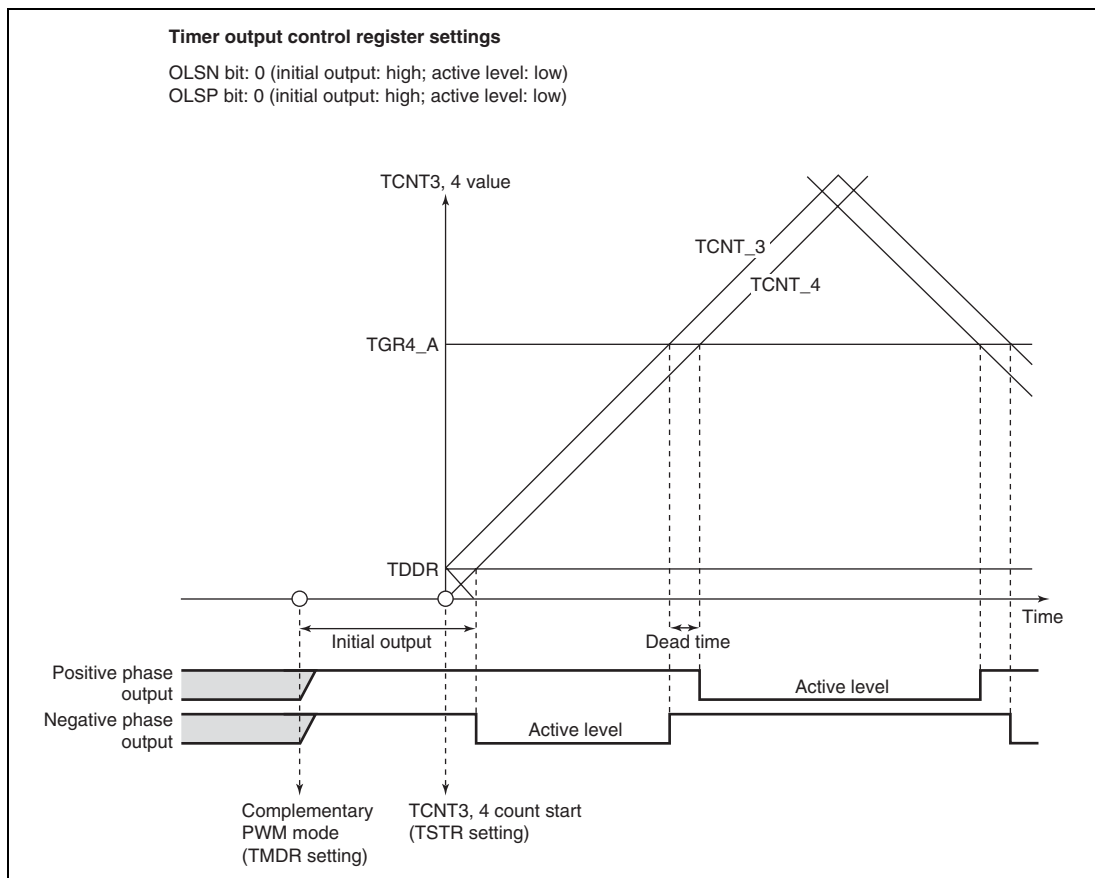 Timer output control register settings
OLSN bit: 0 (initial output: high; active level: low)
OLSP bit: 0 (initial output: high; active level: low)
TCNT3, 4 value
TCNT_3
TCNT_4
TGR4_A
TDDR
Time
Initial output
Dead time
Positive phase
output
Active level
Negative phase
output
Active level
Complementary
PWM mode
(TMDR setting)
TCNT3, 4 count start
(TSTR setting)